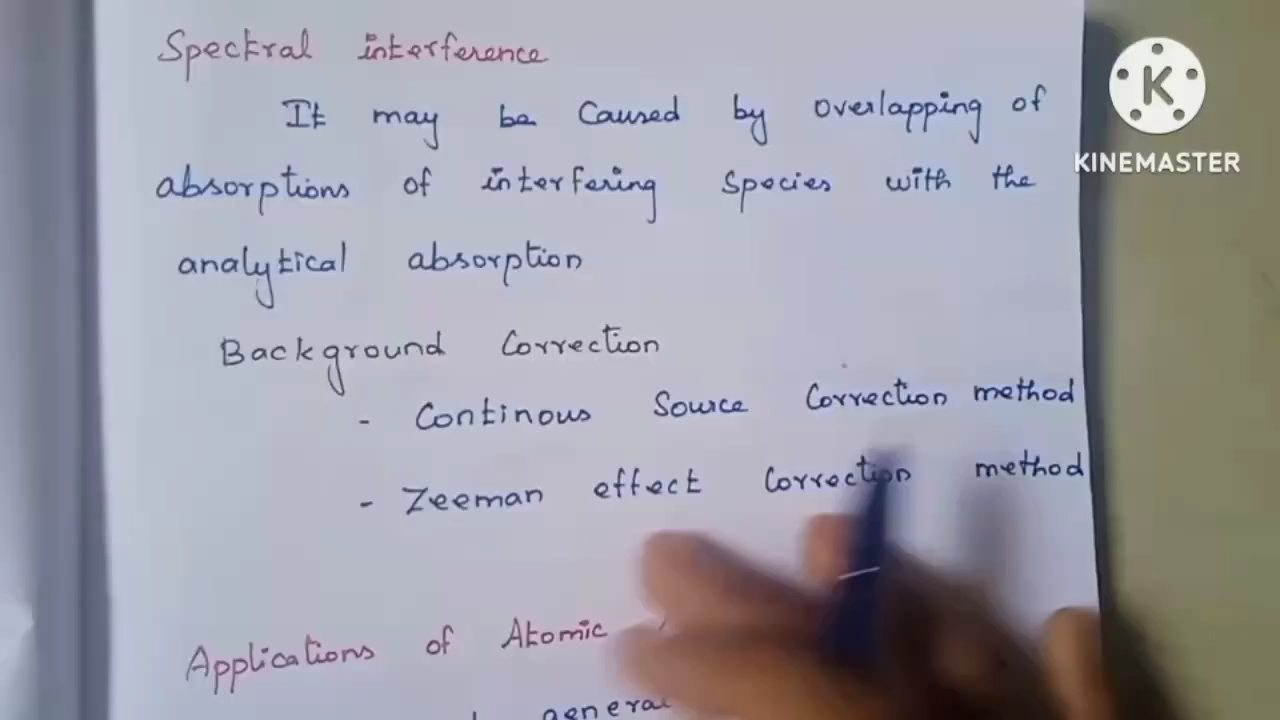 Spectral interference
It may be caused by overlapping of
absorptions of interfering species with the
analytical absorption
Background Correction
- Continous Source Correction method
- Zeeman effect Correction method
Applications of Atomic
general
K
KINEMASTER